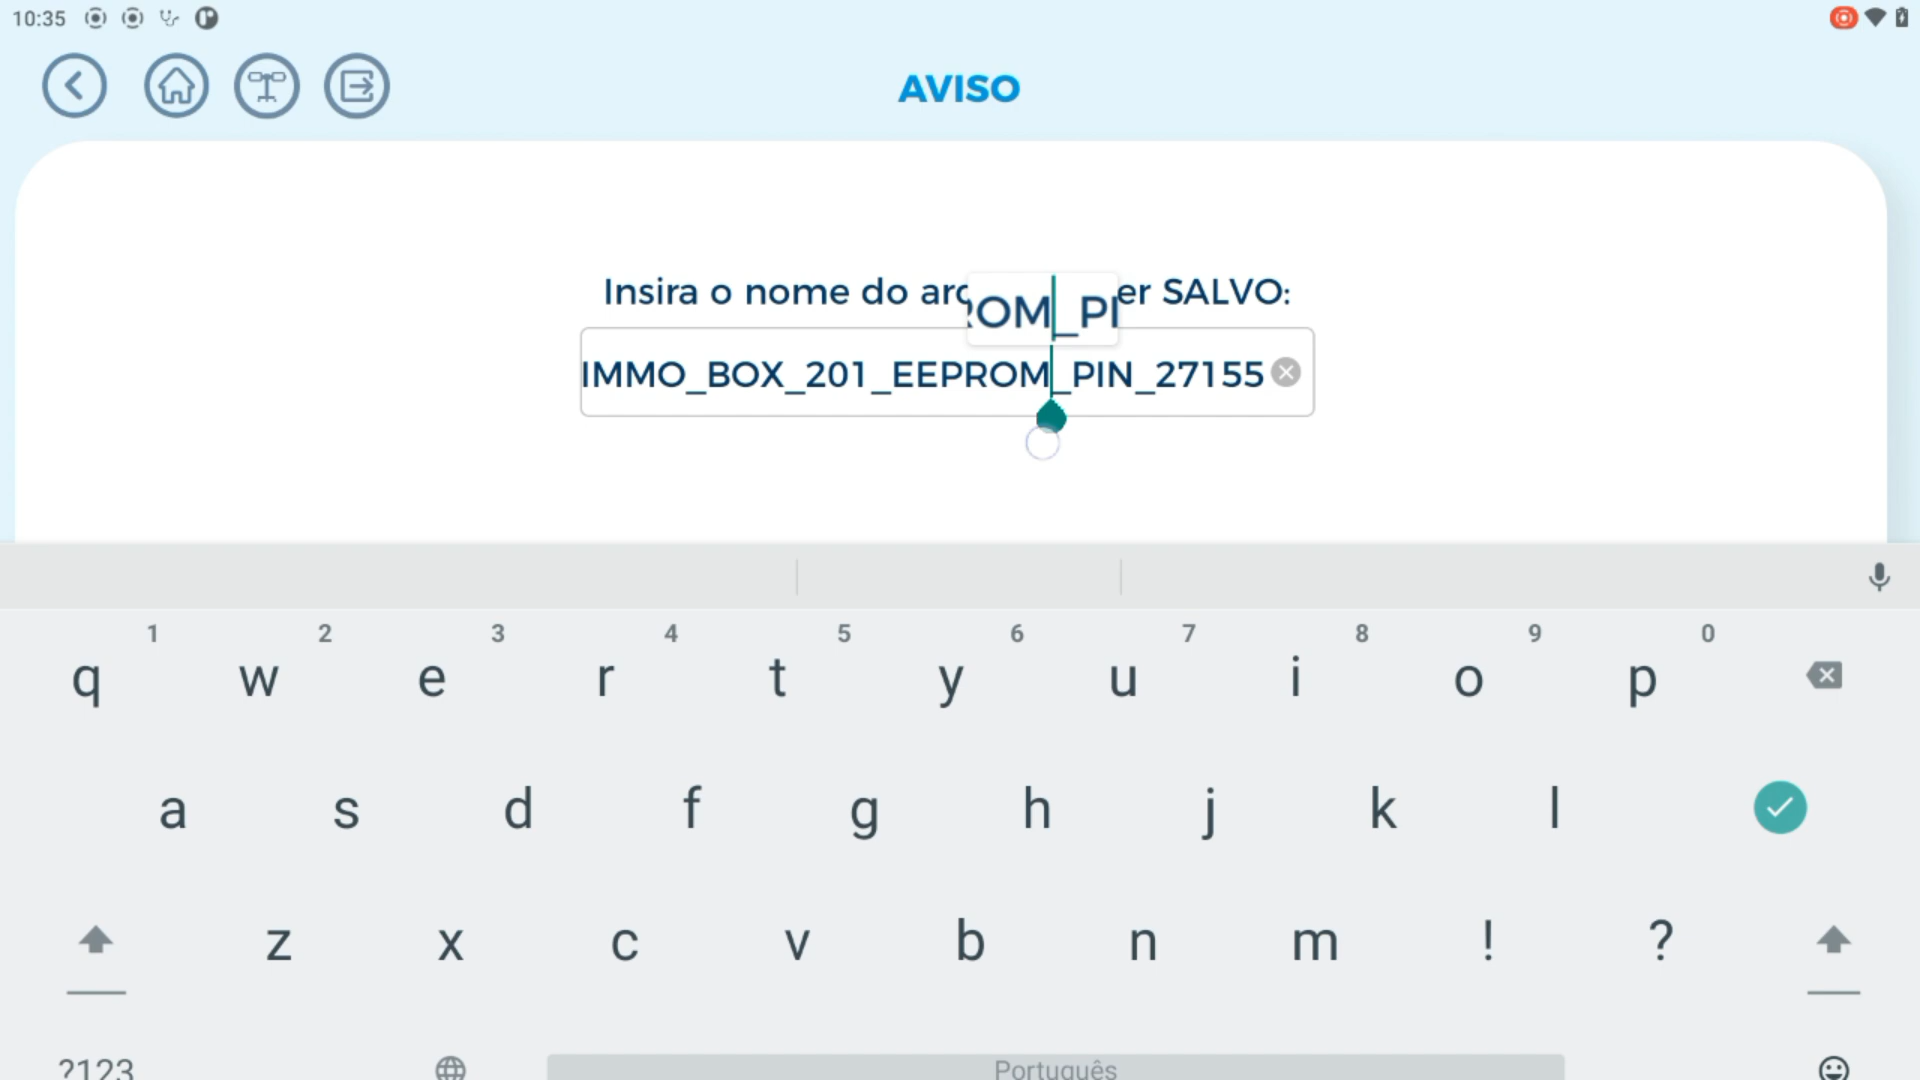 10:35
AVISO
Insira o nome do arq er SALVO:
ROM_PI
IMMO_BOX_201_EEPROM_PIN_27155
1 2 3 4 5 6 7 8 9 0
q w e r t y u i o p
a s d f g h j k l
z x c v b n m ! ?
?123 Português